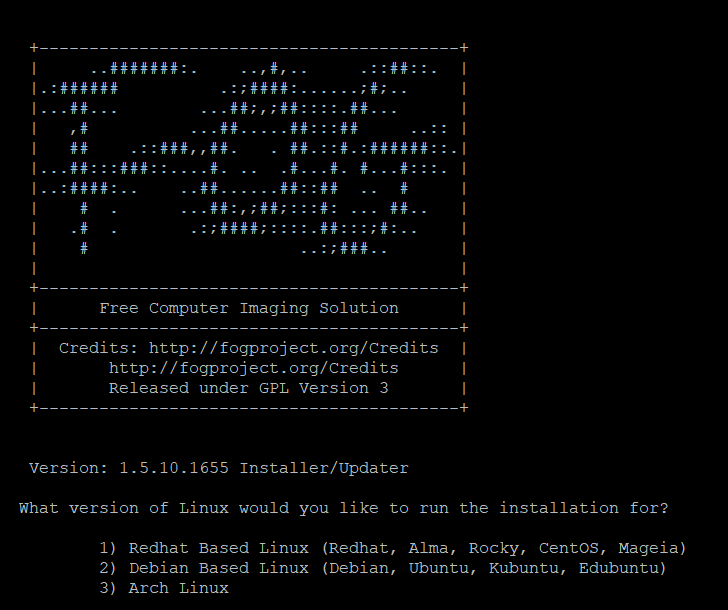 +------------------------------------------+
|     ..#######:.    ..,#,..     .::##::.  |
|.:######          .:;####:......;#;..     |
|...##...        ...##;,;##::::.##...      |
|   ,#          ...##.....##:::##     ..:: |
|   ##    .::###,,##.   . ##.::#.:######::.|
|...##:::###::....#. ..  .#...#. #...#:::. |
|..:####:..    ..##......##::##  ..  #     |
|    #  .      ...##:,;##;:::#: ... ##..   |
|   .#  .       .:;####;::::.##:::;#:..    |
|    #                     ..:;###..       |
|                                          |
+------------------------------------------+
|      Free Computer Imaging Solution      |
+------------------------------------------+
|  Credits: http://fogproject.org/Credits  |
|       http://fogproject.org/Credits      |
|       Released under GPL Version 3       |
+------------------------------------------+
Version: 1.5.10.1655 Installer/Updater
What version of Linux would you like to run the installation for?
1) Redhat Based Linux (Redhat, Alma, Rocky, CentOS, Mageia)
2) Debian Based Linux (Debian, Ubuntu, Kubuntu, Edubuntu)
3) Arch Linux